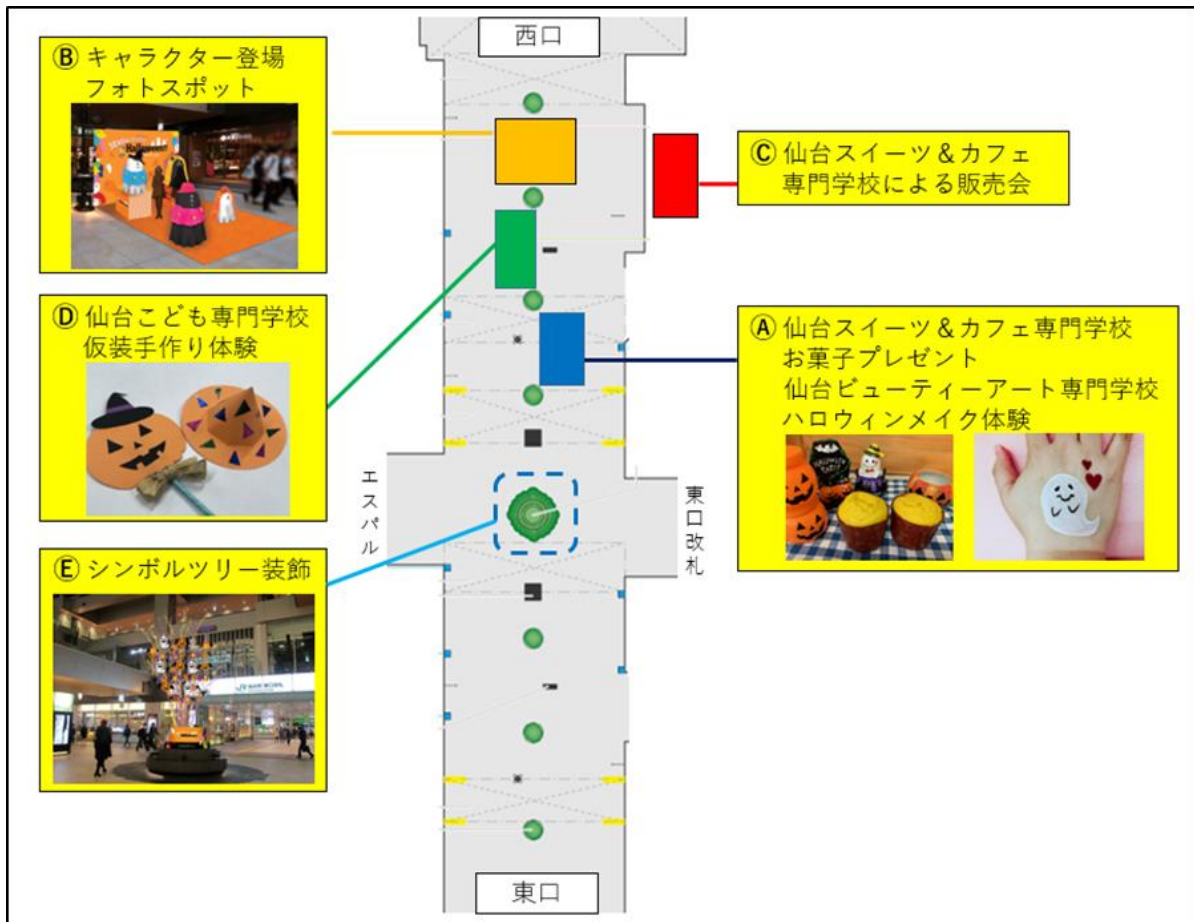 西口
Ⓑ キャラクター登場
フォトスポット
Halloween
Ⓒ 仙台スイーツ＆カフェ
専門学校による販売会
Ⓓ 仙台こども専門学校
仮装手作り体験
Ⓐ 仙台スイーツ＆カフェ専門学校
お菓子プレゼント
仙台ビューティーアート専門学校
ハロウィンメイク体験
エスパル
東口改札
Ⓔ シンボルツリー装飾
東口